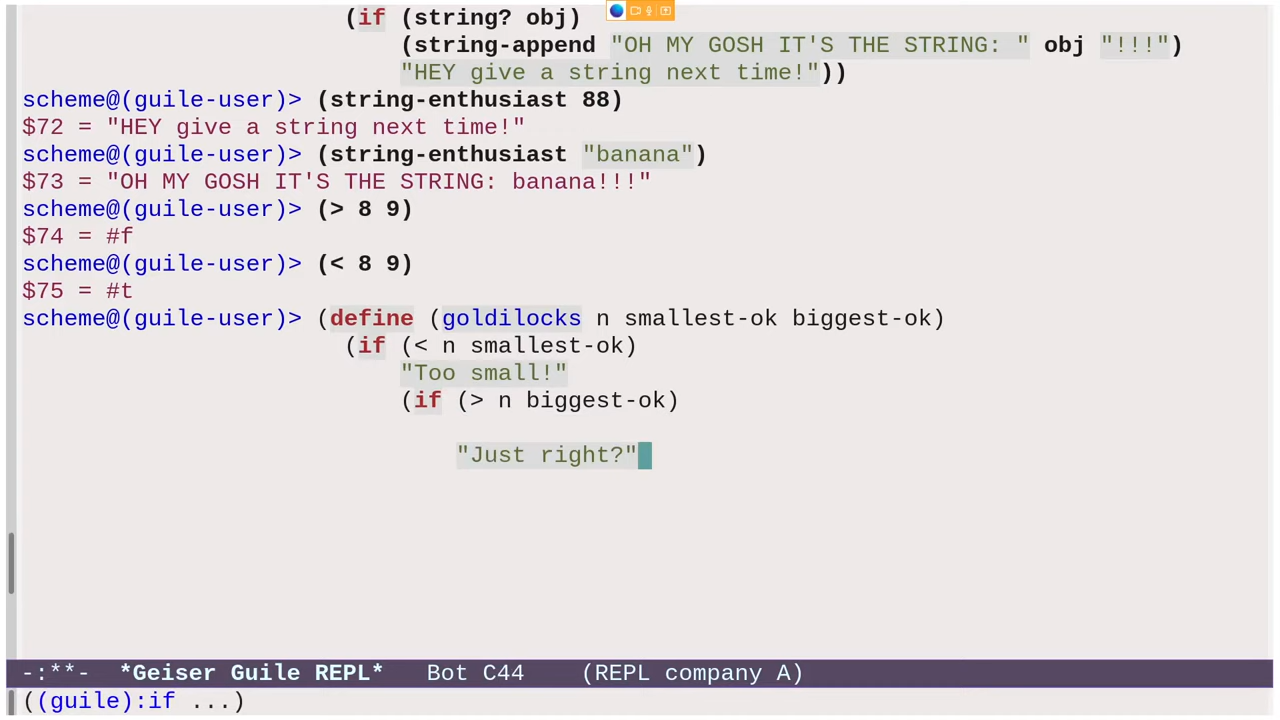 (if (string? obj)
(string-append "OH MY GOSH IT'S THE STRING: " obj "!!!")
"HEY give a string next time!"))
scheme@(guile-user)> (string-enthusiast 88)
$72 = "HEY give a string next time!"
scheme@(guile-user)> (string-enthusiast "banana")
$73 = "OH MY GOSH IT'S THE STRING: banana!!!"
scheme@(guile-user)> (> 8 9)
$74 = #f
scheme@(guile-user)> (< 8 9)
$75 = #t
scheme@(guile-user)> (define (goldilocks n smallest-ok biggest-ok)
(if (< n smallest-ok)
"Too small!"
(if (> n biggest-ok)
"Just right?"
-:**-  *Geiser Guile REPL*   Bot C44    (REPL company A)
((guile):if ...)